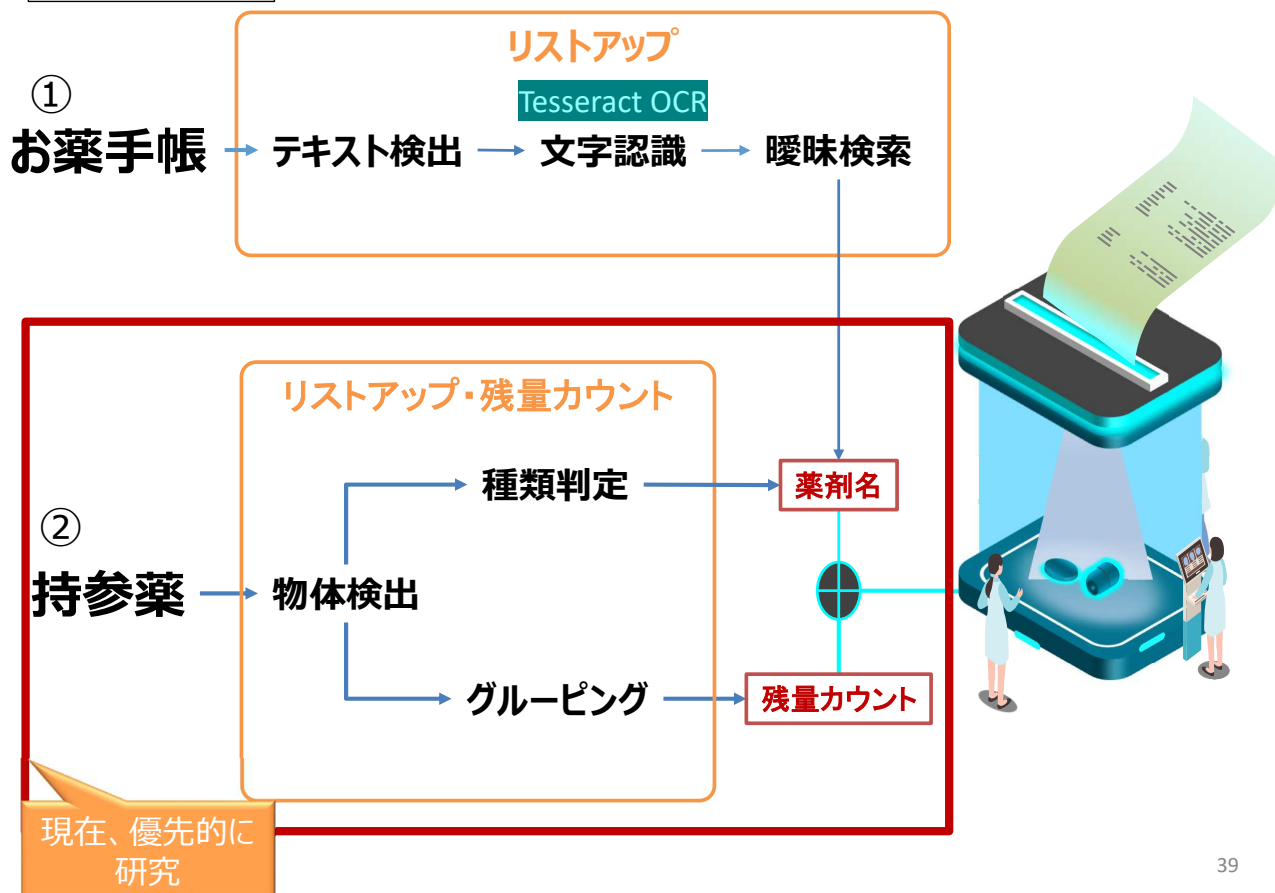 リストアップ
Tesseract OCR
①
お薬手帳
テキスト検出
文字認識
曖昧検索
リストアップ・残量カウント
種類判定
薬剤名
②
持参薬
物体検出
グルーピング
残量カウント
現在、優先的に
研究
39